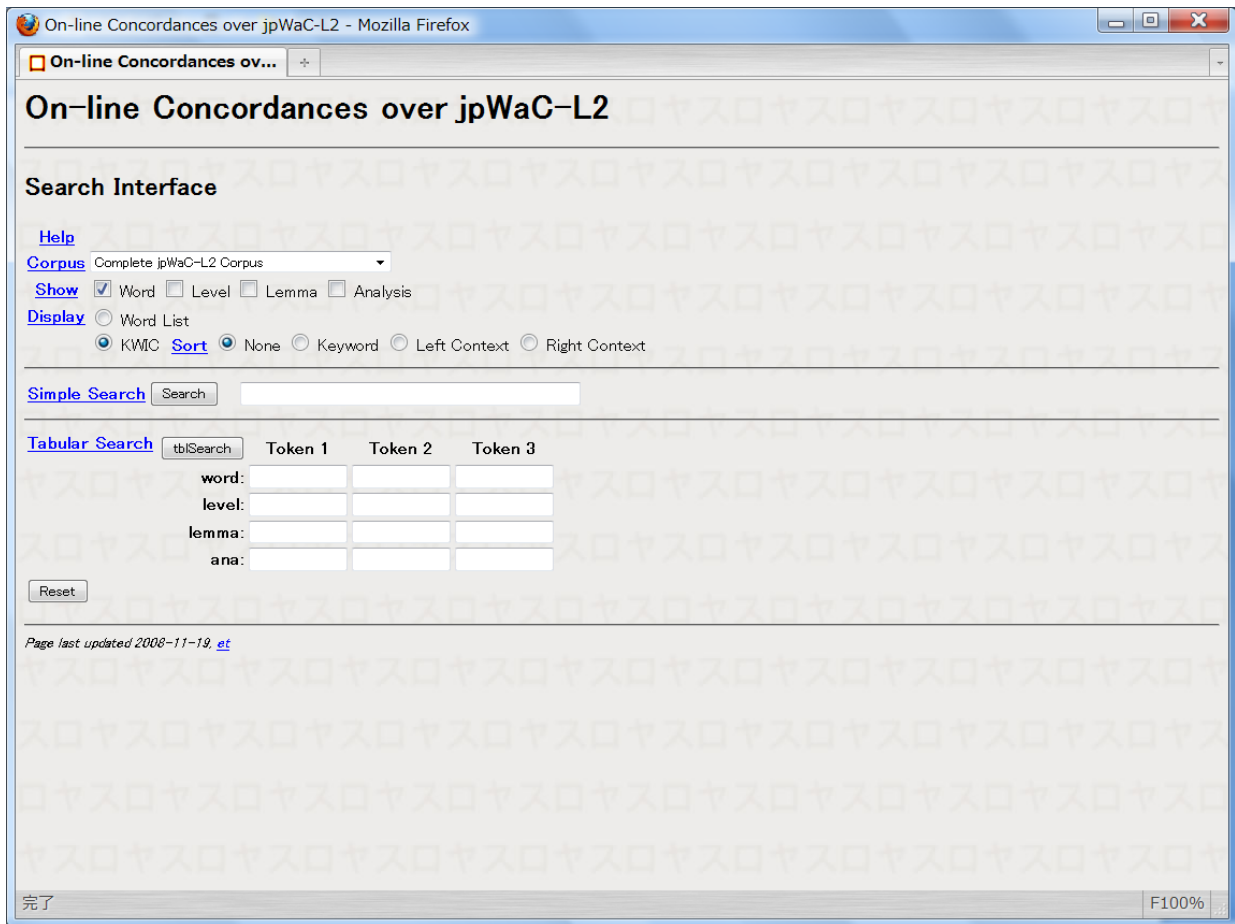 On-line Concordances over jpWaC-L2 - Mozilla Firefox
On-line Concordances ov...
On-line Concordances over jpWaC-L2
Search Interface
Help
Corpus Complete jpWaC-L2 Corpus
Show Word Level Lemma Analysis
Display Word List
KWIC Sort None Keyword Left Context Right Context
Simple Search Search
Tabular Search tblSearch Token 1 Token 2 Token 3
word:
level:
lemma:
ana:
Reset
Page last updated 2008-11-19, et
完了 F100%